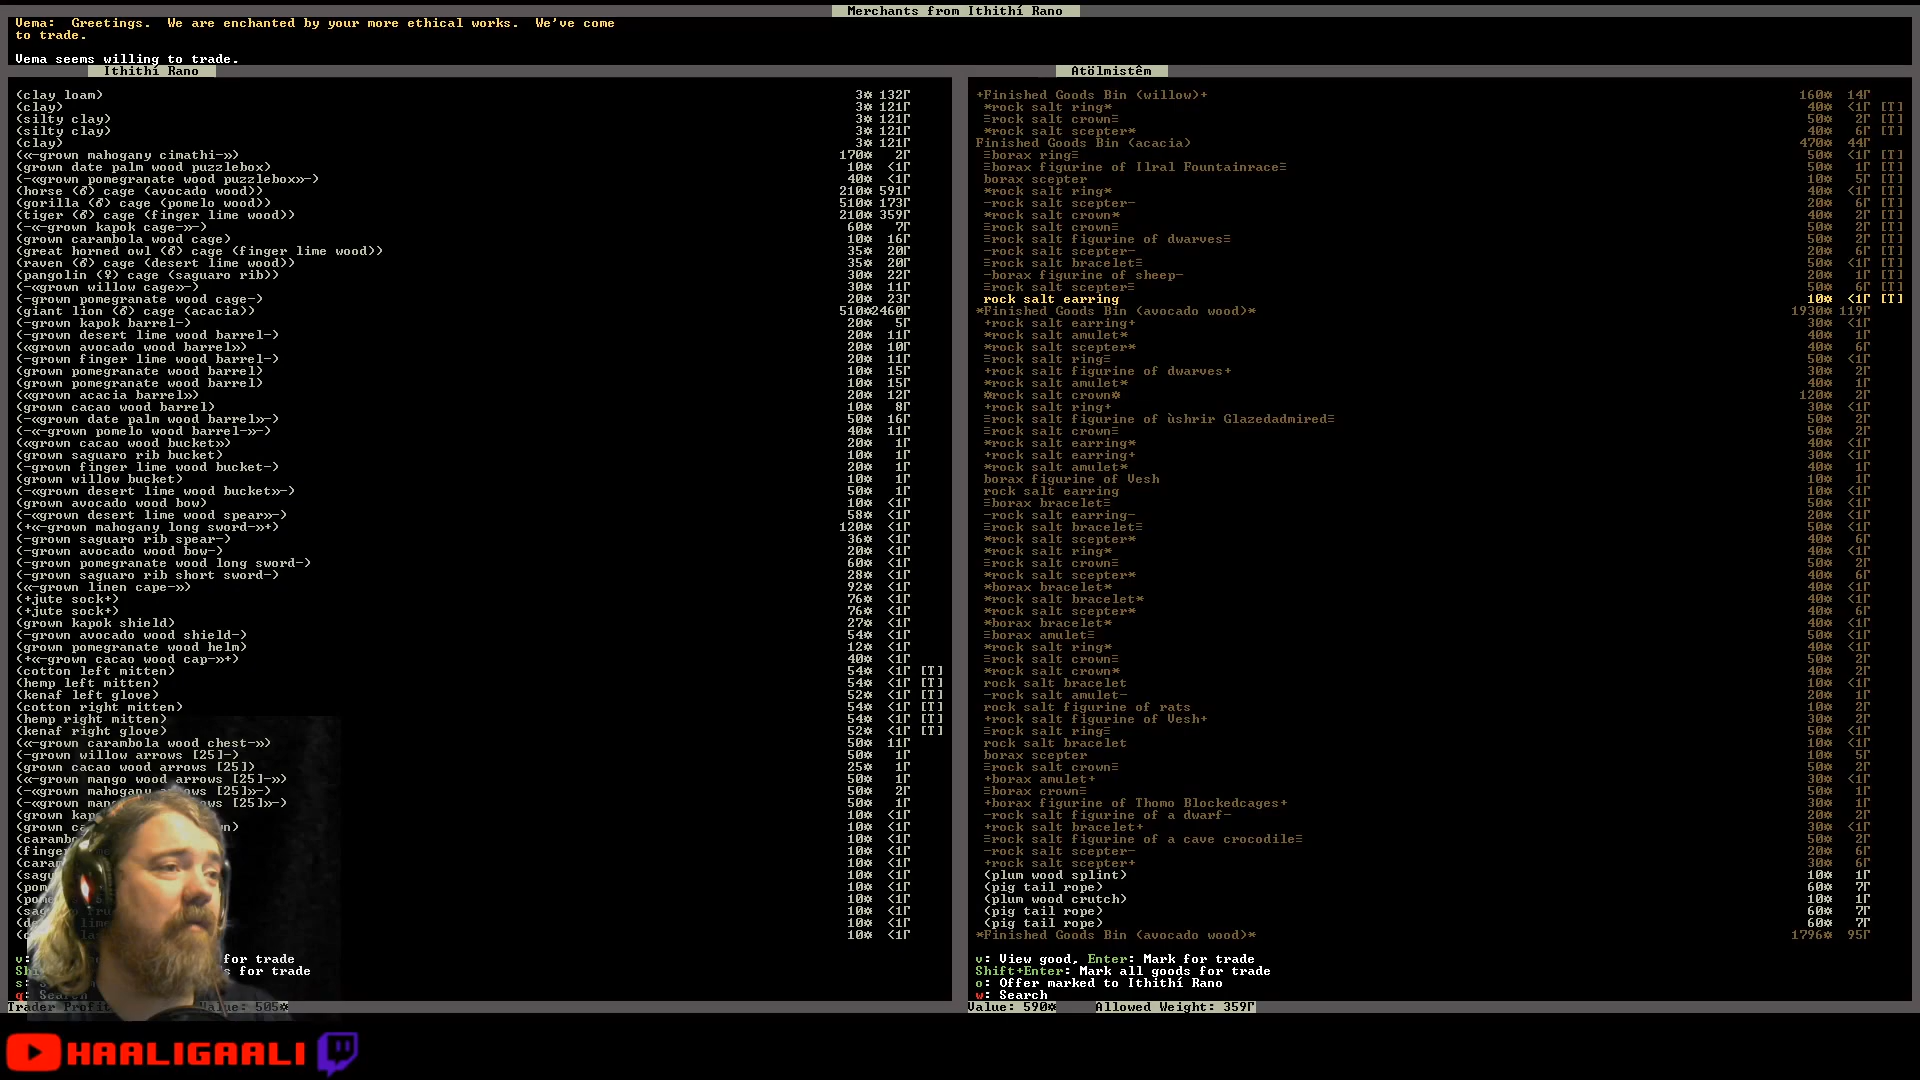 Merchants from Ithithí Rano
Vema:  Greetings.  We are enchanted by your more ethical works.  We've come
to trade.
Vema seems willing to trade.
Ithithí Rano
(clay loam) 3☼ 132Γ
(clay) 3☼ 121Γ
(silty clay) 3☼ 121Γ
(silty clay) 3☼ 121Γ
(clay) 3☼ 121Γ
(«-grown mahogany cimathi-») 170☼ 2Γ
(grown date palm wood puzzlebox) 10☼ <1Γ
(-«grown pomegranate wood puzzlebox»-) 40☼ <1Γ
(horse (♂) cage (avocado wood)) 210☼ 591Γ
(gorilla (♂) cage (pomelo wood)) 510☼ 173Γ
(tiger (♂) cage (finger lime wood)) 210☼ 359Γ
(-«-grown kapok cage-»-) 60☼ 7Γ
(grown carambola wood cage) 10☼ 16Γ
(great horned owl (♂) cage (finger lime wood)) 35☼ 20Γ
(raven (♂) cage (desert lime wood)) 35☼ 20Γ
(pangolin (♀) cage (saguaro rib)) 30☼ 22Γ
(-«grown willow cage»-) 30☼ 11Γ
(-grown pomegranate wood cage-) 20☼ 23Γ
(giant lion (♂) cage (acacia)) 510☼2460Γ
(-grown kapok barrel-) 20☼ 5Γ
(-grown desert lime wood barrel-) 20☼ 11Γ
(«grown avocado wood barrel») 20☼ 10Γ
(-grown finger lime wood barrel-) 20☼ 11Γ
(grown pomegranate wood barrel) 10☼ 15Γ
(grown pomegranate wood barrel) 10☼ 15Γ
(«grown acacia barrel») 20☼ 12Γ
(grown cacao wood barrel) 10☼ 8Γ
(-«grown date palm wood barrel»-) 50☼ 16Γ
(-«-grown pomelo wood barrel-»-) 40☼ 11Γ
(«grown cacao wood bucket») 20☼ 1Γ
(grown saguaro rib bucket) 10☼ 1Γ
(-grown finger lime wood bucket-) 20☼ 1Γ
(grown willow bucket) 10☼ 1Γ
(-«grown desert lime wood bucket»-) 50☼ 1Γ
(grown avocado wood bow) 10☼ <1Γ
(-«grown desert lime wood spear»-) 58☼ <1Γ
(+«-grown mahogany long sword-»+) 120☼ <1Γ
(-grown saguaro rib spear-) 36☼ <1Γ
(-grown avocado wood bow-) 20☼ <1Γ
(-grown pomegranate wood long sword-) 60☼ <1Γ
(-grown saguaro rib short sword-) 28☼ <1Γ
(«-grown linen cape-») 92☼ <1Γ
(+jute sock+) 76☼ <1Γ
(+jute sock+) 76☼ <1Γ
(grown kapok shield) 27☼ <1Γ
(-grown avocado wood shield-) 54☼ <1Γ
(grown pomegranate wood helm) 12☼ <1Γ
(+«-grown cacao wood cap-»+) 40☼ <1Γ
(cotton left mitten) 54☼ <1Γ [T]
(hemp left mitten) 54☼ <1Γ [T]
(kenaf left glove) 52☼ <1Γ [T]
(cotton right mitten) 54☼ <1Γ [T]
(hemp right mitten) 54☼ <1Γ [T]
(kenaf right glove) 52☼ <1Γ [T]
(«-grown carambola wood chest-») 50☼ 11Γ
(-grown willow arrows [25]-) 50☼ 1Γ
(grown cacao wood arrows [25]) 25☼ 1Γ
(«-grown mango wood arrows [25]-») 50☼ 1Γ
(-«grown mahogany arrows [25]»-) 50☼ 2Γ
(-«grown [25]»-) 50☼ 1Γ
(grown 10☼ <1Γ
(grown 10☼ <1Γ
10☼ <1Γ
10☼ <1Γ
10☼ <1Γ
10☼ <1Γ
10☼ <1Γ
10☼ <1Γ
10☼ <1Γ
10☼ <1Γ
10☼ <1Γ
v: for trade
for trade
s:
q: Search
Trader Profit Value: 505☼
Atölmistêm
+Finished Goods Bin (willow)+ 160☼ 14Γ
*rock salt ring* 40☼ <1Γ [T]
≡rock salt crown≡ 50☼ 2Γ [T]
*rock salt scepter* 40☼ 6Γ [T]
Finished Goods Bin (acacia) 470☼ 44Γ
≡borax ring≡ 50☼ <1Γ [T]
≡borax figurine of Ilral Fountainrace≡ 50☼ 1Γ [T]
borax scepter 10☼ 5Γ [T]
*rock salt ring* 40☼ <1Γ [T]
-rock salt scepter- 20☼ 6Γ [T]
*rock salt crown* 40☼ 2Γ [T]
≡rock salt crown≡ 50☼ 2Γ [T]
≡rock salt figurine of dwarves≡ 50☼ 2Γ [T]
-rock salt scepter- 20☼ 6Γ [T]
≡rock salt bracelet≡ 50☼ <1Γ [T]
-borax figurine of sheep- 20☼ 1Γ [T]
≡rock salt scepter≡ 50☼ 6Γ [T]
rock salt earring 10☼ <1Γ [T]
*Finished Goods Bin (avocado wood)* 1930☼ 119Γ
+rock salt earring+ 30☼ <1Γ
*rock salt amulet* 40☼ 1Γ
*rock salt scepter* 40☼ 6Γ
≡rock salt ring≡ 50☼ <1Γ
+rock salt figurine of dwarves+ 30☼ 2Γ
*rock salt amulet* 40☼ 1Γ
☼rock salt crown☼ 120☼ 2Γ
+rock salt ring+ 30☼ <1Γ
≡rock salt figurine of ùshrir Glazedadmired≡ 50☼ 2Γ
≡rock salt crown≡ 50☼ 2Γ
*rock salt earring* 40☼ <1Γ
+rock salt earring+ 30☼ <1Γ
*rock salt amulet* 40☼ 1Γ
borax figurine of Vesh 10☼ 1Γ
rock salt earring 10☼ <1Γ
≡borax bracelet≡ 50☼ <1Γ
-rock salt earring- 20☼ <1Γ
≡rock salt bracelet≡ 50☼ <1Γ
*rock salt scepter* 40☼ 6Γ
*rock salt ring* 40☼ <1Γ
≡rock salt crown≡ 50☼ 2Γ
*rock salt scepter* 40☼ 6Γ
*borax bracelet* 40☼ <1Γ
*rock salt bracelet* 40☼ <1Γ
*rock salt scepter* 40☼ 6Γ
*borax bracelet* 40☼ <1Γ
≡borax amulet≡ 50☼ <1Γ
*rock salt ring* 40☼ <1Γ
≡rock salt crown≡ 50☼ 2Γ
*rock salt crown* 40☼ 2Γ
rock salt bracelet 10☼ <1Γ
-rock salt amulet- 20☼ 1Γ
rock salt figurine of rats 10☼ 2Γ
+rock salt figurine of Vesh+ 30☼ 2Γ
≡rock salt ring≡ 50☼ <1Γ
rock salt bracelet 10☼ <1Γ
borax scepter 10☼ 5Γ
≡rock salt crown≡ 50☼ 2Γ
+borax amulet+ 30☼ <1Γ
≡borax crown≡ 50☼ 1Γ
+borax figurine of Thomo Blockedcages+ 30☼ 1Γ
-rock salt figurine of a dwarf- 20☼ 2Γ
+rock salt bracelet+ 30☼ <1Γ
≡rock salt figurine of a cave crocodile≡ 50☼ 2Γ
-rock salt scepter- 20☼ 6Γ
+rock salt scepter+ 30☼ 6Γ
(plum wood splint) 10☼ 1Γ
(pig tail rope) 60☼ 7Γ
(plum wood crutch) 10☼ 1Γ
(pig tail rope) 60☼ 7Γ
(pig tail rope) 60☼ 7Γ
*Finished Goods Bin (avocado wood)* 1796☼ 95Γ
v: View good, Enter: Mark for trade
Shift+Enter: Mark all goods for trade
o: Offer marked to Ithithí Rano
w: Search
Value: 590☼ Allowed Weight: 359Γ
HAALIGAALI